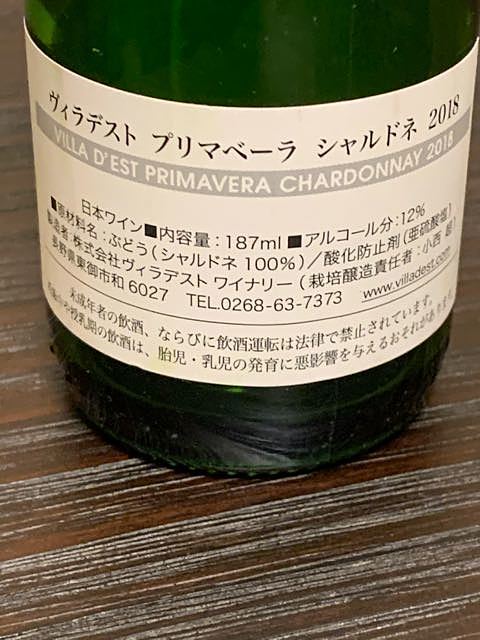 ヴィラデスト プリマベーラ シャルドネ 2018
VILLA D'EST PRIMAVERA CHARDONNAY 2018
日本ワイン■内容量：187ml ■アルコール分：12%
■原材料名：ぶどう（シャルドネ 100%）／酸化防止剤（亜硫酸塩）
製造者：株式会社ヴィラデスト ワイナリー（栽培醸造責任者：小西 超）
長野県東御市和 6027 TEL.0268-63-7373 www.villadest.com
未成年者の飲酒、ならびに飲酒運転は法律で禁止されています。
授乳期の飲酒は、胎児・乳児の発育に悪影響を与えるおそれがあります。